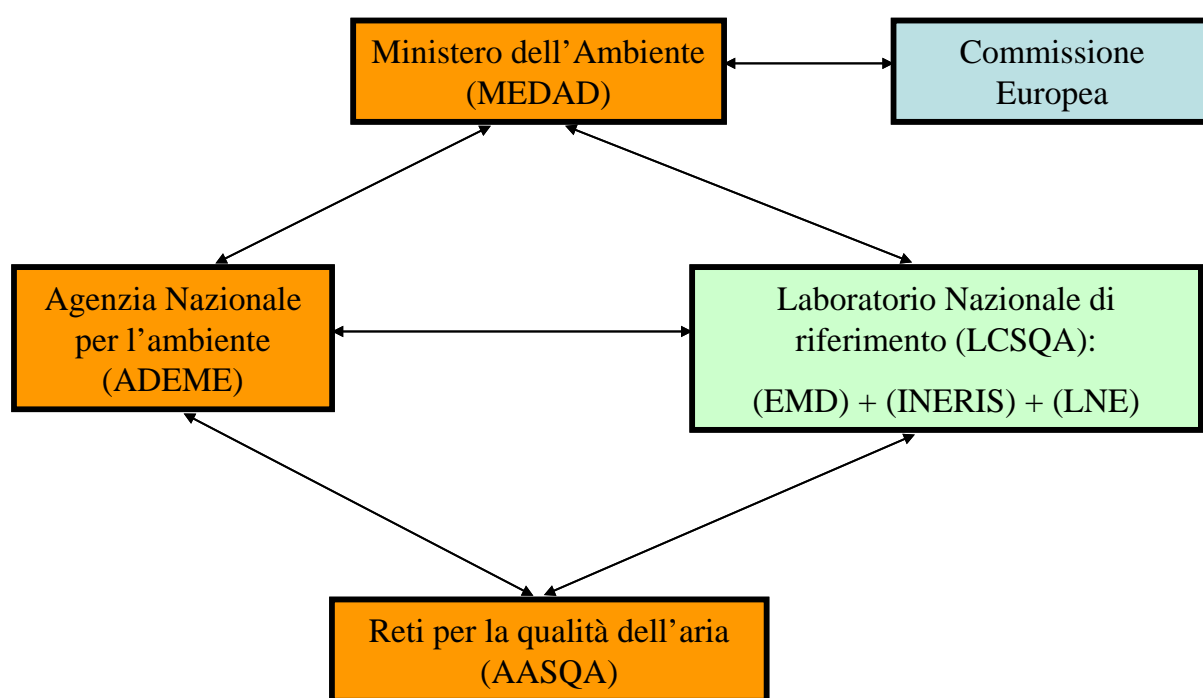 Ministero dell’Ambiente
(MEDAD)
Commissione
Europea
Agenzia Nazionale
per l’ambiente
(ADEME)
Laboratorio Nazionale di
riferimento (LCSQA):
(EMD) + (INERIS) + (LNE)
Reti per la qualità dell’aria
(AASQA)